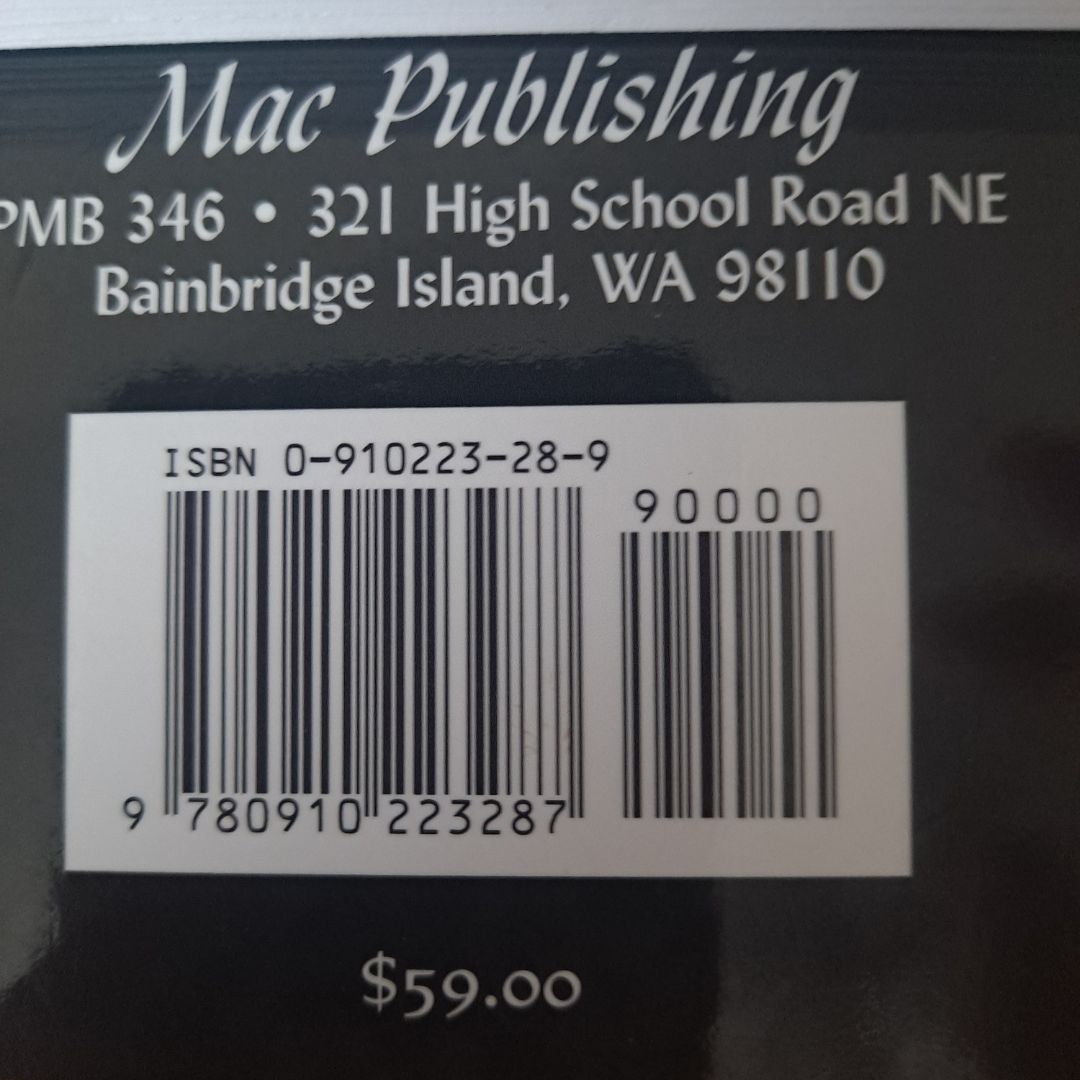 Mac Publishing
PMB 346 • 321 High School Road NE
Bainbridge Island, WA 98110
ISBN 0-910223-28-9
90000
9 780910 223287
$59.00